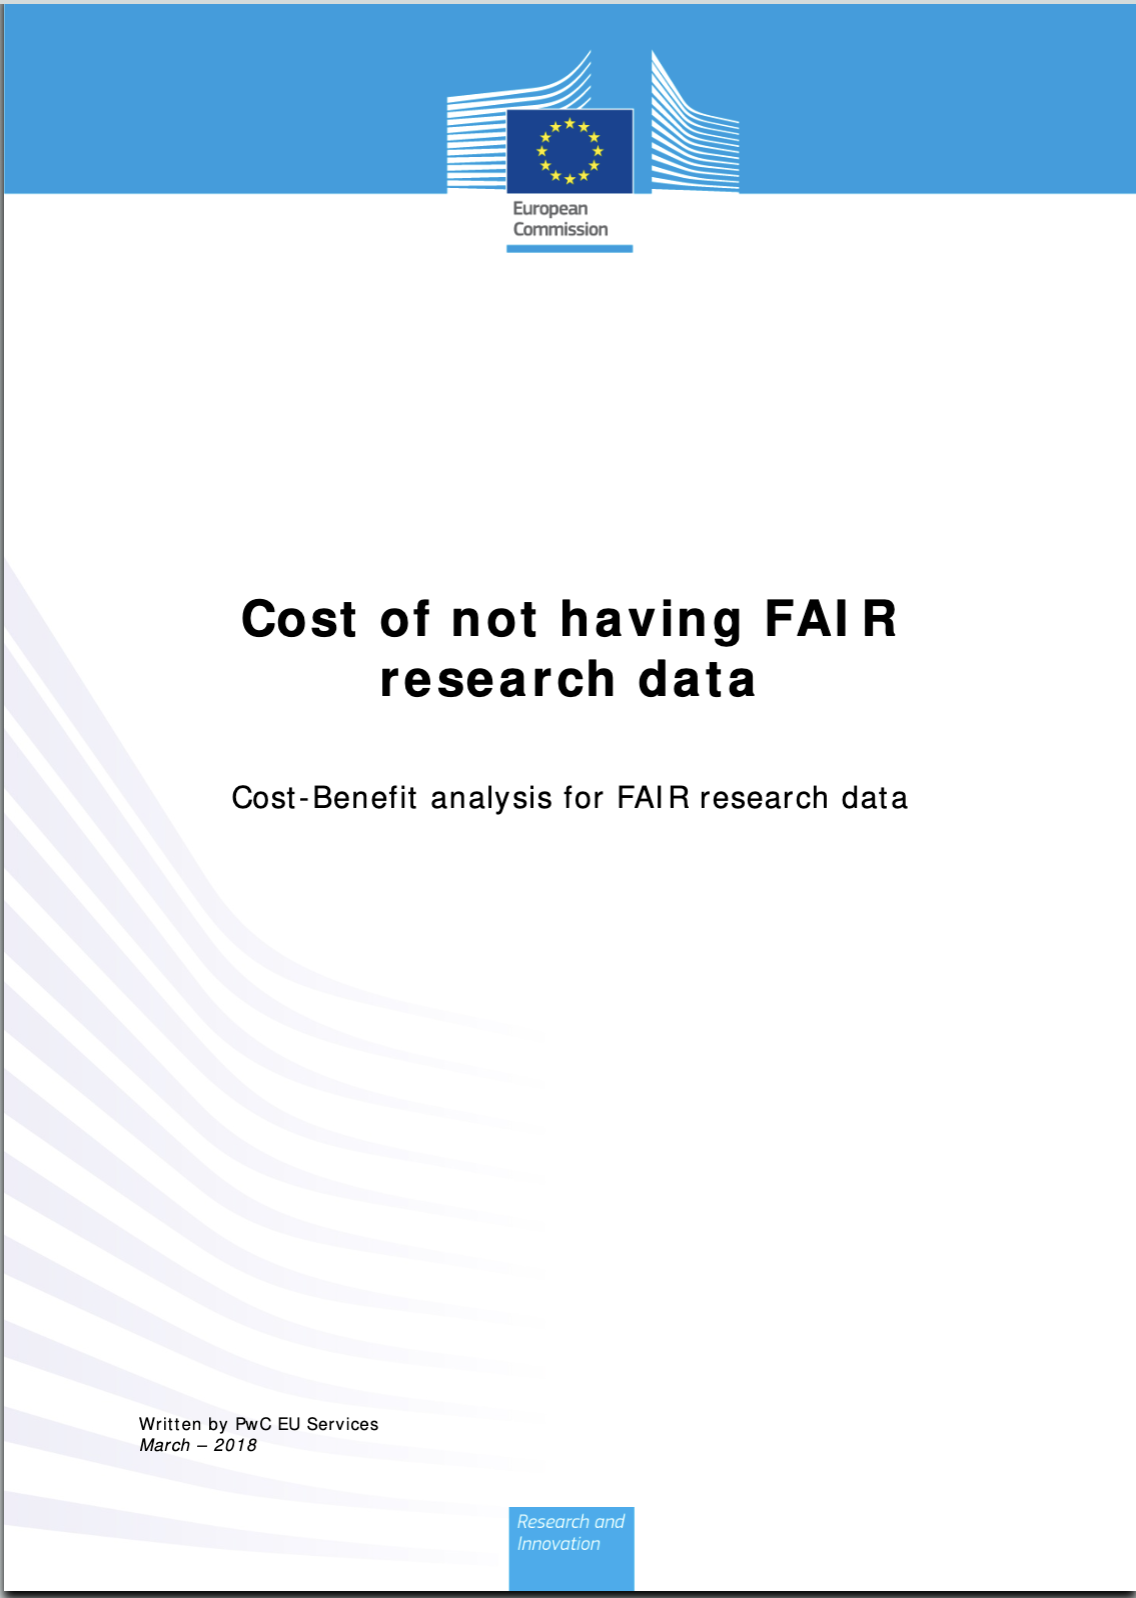 European
Commission
Cost of not having FAIR
research data
Cost-Benefit analysis for FAIR research data
Written by PwC EU Services
March – 2018
Research and
Innovation